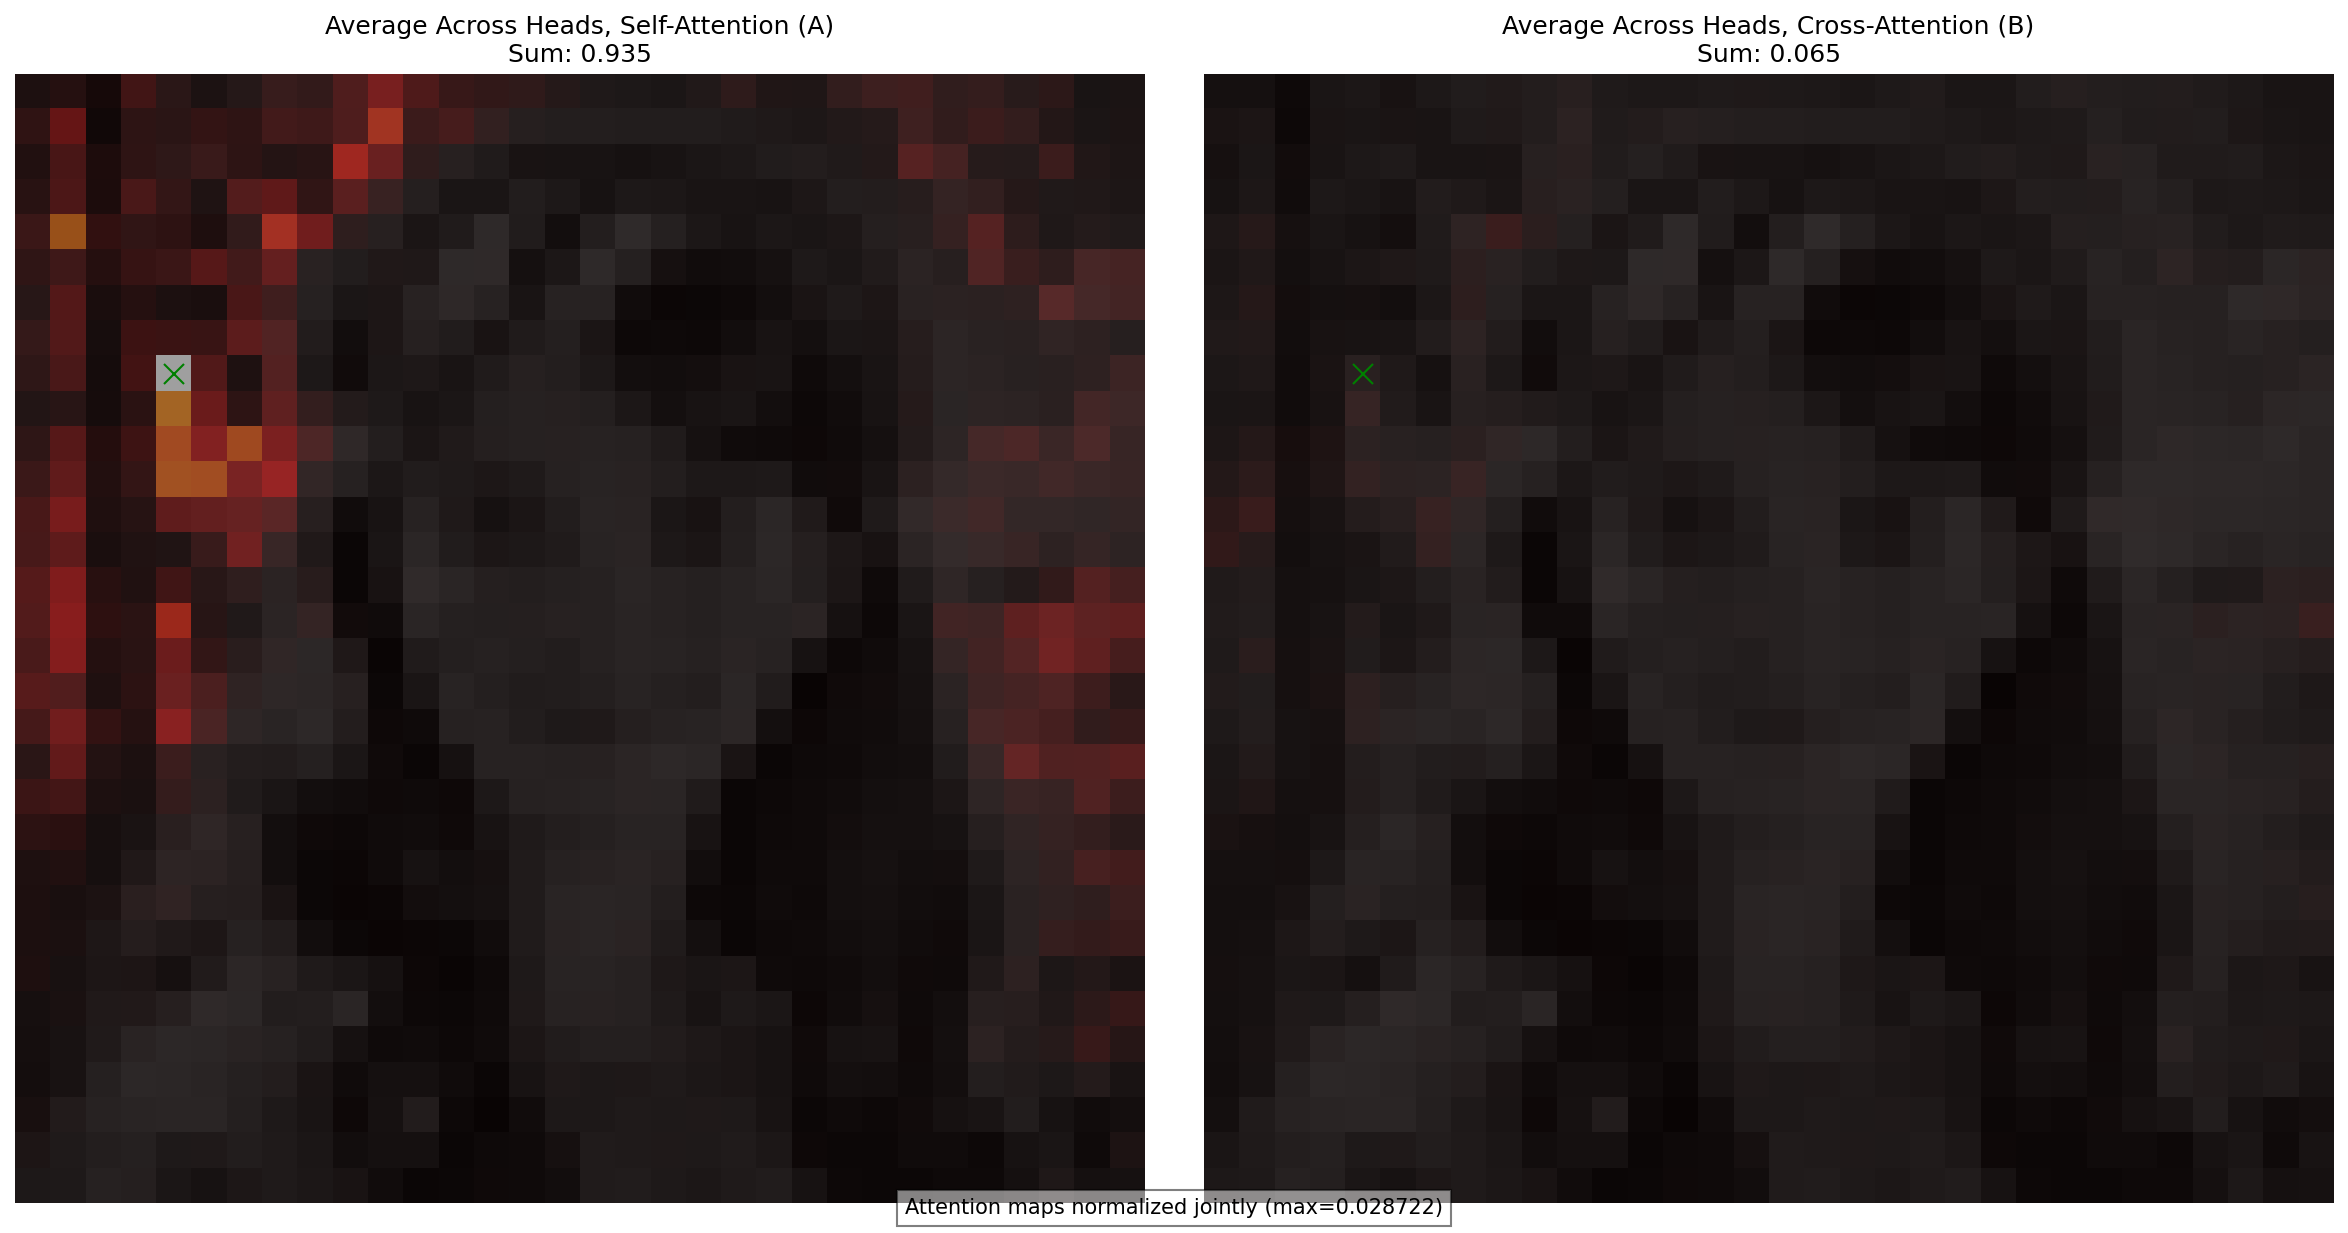 Average Across Heads, Self-Attention (A)
Sum: 0.935
Average Across Heads, Cross-Attention (B)
Sum: 0.065
Attention maps normalized jointly (max=0.028722)